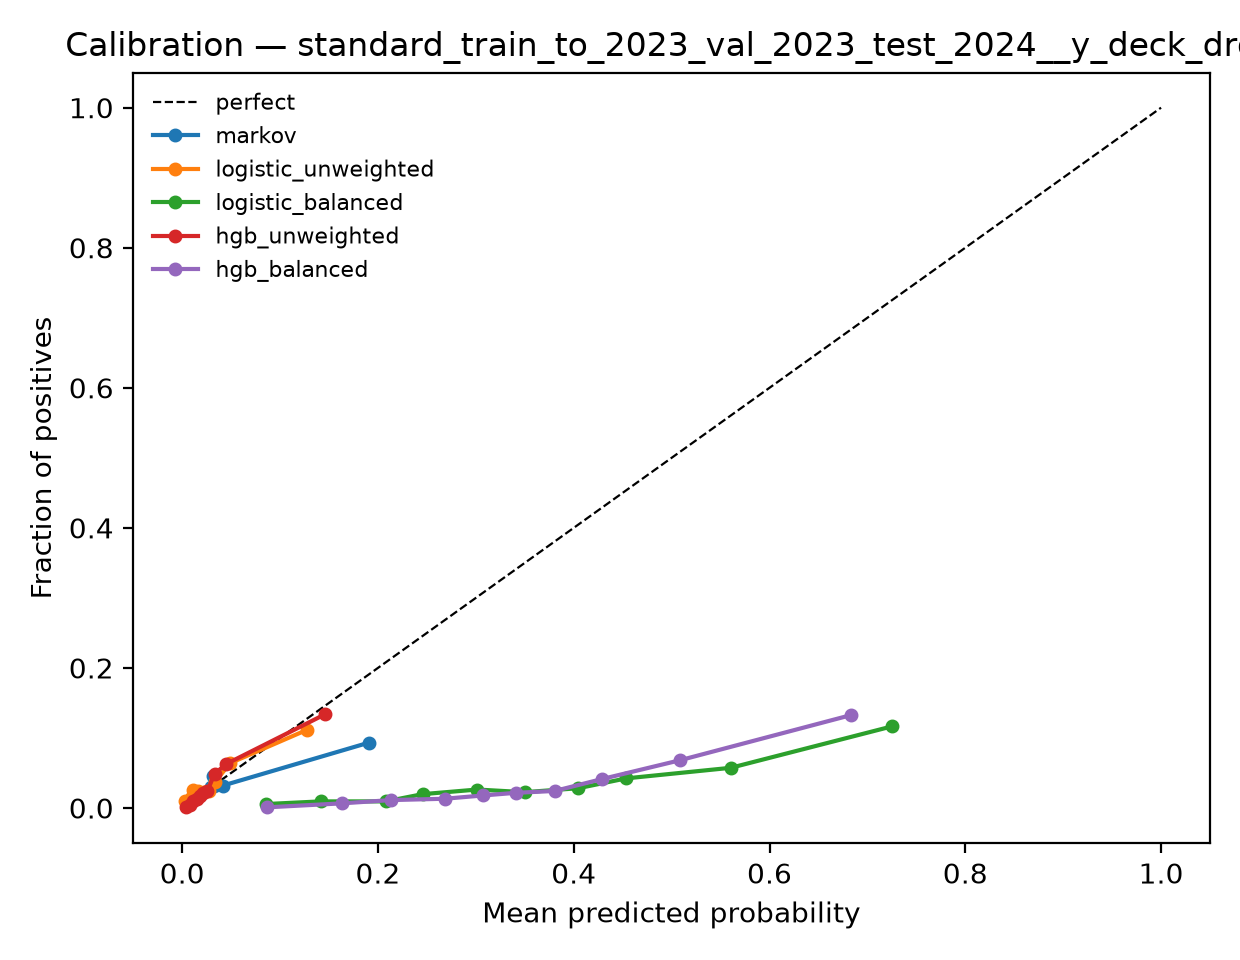 Calibration — standard_train_to_2023_val_2023_test_2024__y_deck_dr
1.0
0.8
0.6
0.4
0.2
0.0
Fraction of positives
perfect
markov
logistic_unweighted
logistic_balanced
hgb_unweighted
hgb_balanced
0.0 0.2 0.4 0.6 0.8 1.0
Mean predicted probability